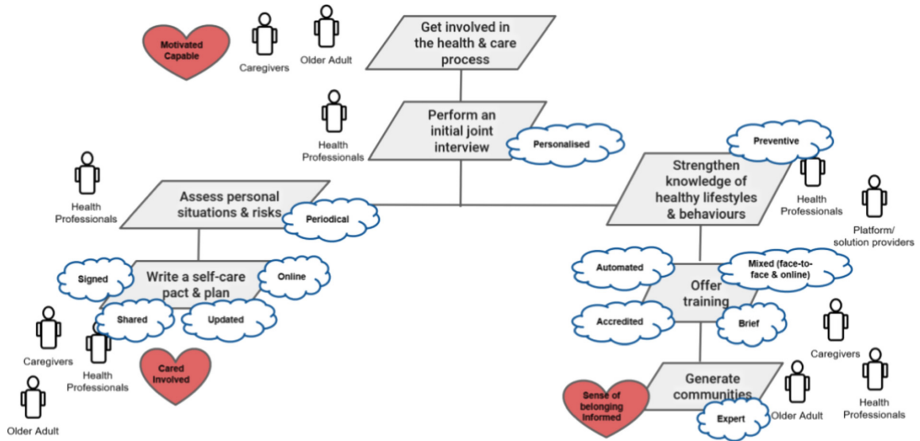 Get involved in
the health & care
process
Motivated
Capable
Caregivers
Older Adult
Perform an
initial joint
interview
Personalised
Health
Professionals
Preventive
Strengthen
knowledge of
healthy lifestyles
& behaviours
Health
Professionals
Platform/
solution providers
Health
Professionals
Assess personal
situations & risks
Periodical
Signed
Write a self-care
pact & plan
Online
Shared
Updated
Caregivers
Health
Professionals
Older Adult
Cared
Involved
Automated
Mixed (face-to-
face & online)
Offer
training
Accredited
Brief
Caregivers
Generate
communities
Sense of
belonging
Informed
Expert
Older Adult
Health
Professionals